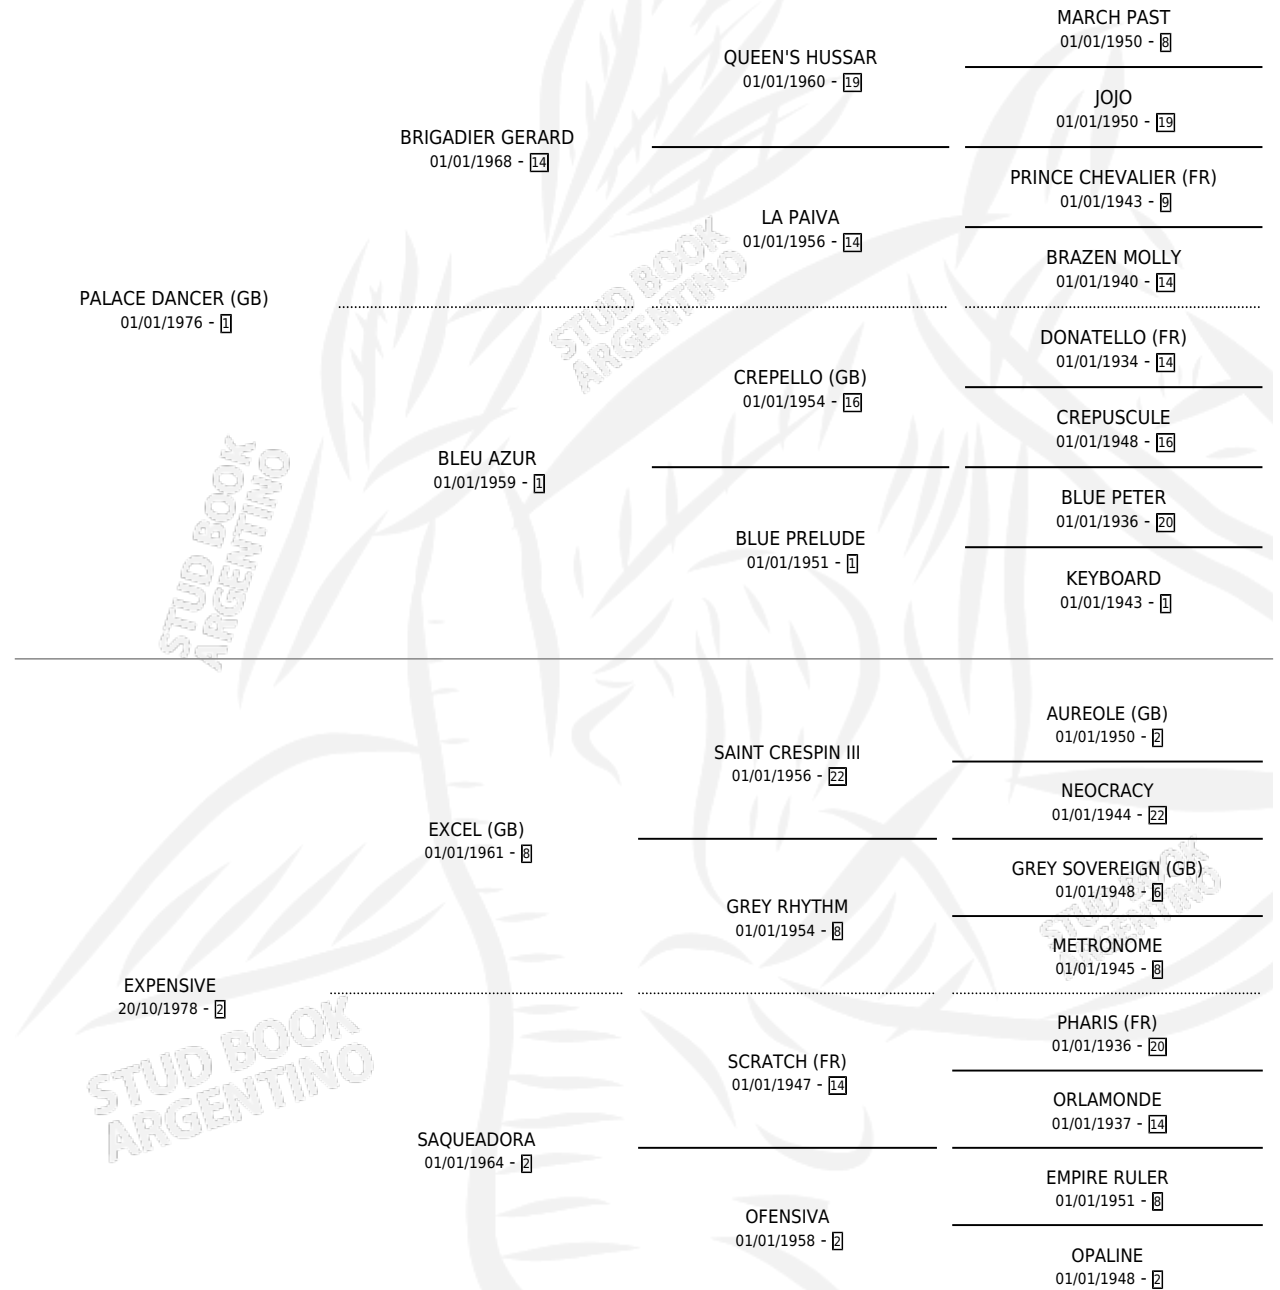 MARCH PAST
01/01/1950 - 8
QUEEN'S HUSSAR
01/01/1960 - 19
JOJO
01/01/1950 - 19
BRIGADIER GERARD
01/01/1968 - 14
PRINCE CHEVALIER (FR)
01/01/1943 - 9
LA PAIVA
01/01/1956 - 14
BRAZEN MOLLY
01/01/1940 - 14
PALACE DANCER (GB)
01/01/1976 - 1
DONATELLO (FR)
01/01/1934 - 14
CREPELLO (GB)
01/01/1954 - 16
CREPUSCULE
01/01/1948 - 16
BLEU AZUR
01/01/1959 - 1
BLUE PETER
01/01/1936 - 20
BLUE PRELUDE
01/01/1951 - 1
KEYBOARD
01/01/1943 - 1
AUREOLE (GB)
01/01/1950 - 2
SAINT CRESPIN III
01/01/1956 - 22
NEOCRACY
01/01/1944 - 22
EXCEL (GB)
01/01/1961 - 8
GREY SOVEREIGN (GB)
01/01/1948 - 6
GREY RHYTHM
01/01/1954 - 8
METRONOME
01/01/1945 - 8
EXPENSIVE
20/10/1978 - 2
PHARIS (FR)
01/01/1936 - 20
SCRATCH (FR)
01/01/1947 - 14
ORLAMONDE
01/01/1937 - 14
SAQUEADORA
01/01/1964 - 2
EMPIRE RULER
01/01/1951 - 8
OFENSIVA
01/01/1958 - 2
OPALINE
01/01/1948 - 2
STUD BOOK
ARGENTINO
STUD BOOK
ARGENTINO
STUD BOOK
ARGENTINO
STUD BOOK
ARGENTINO